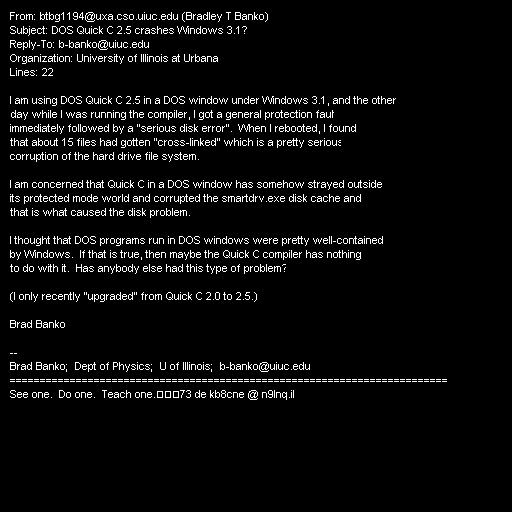 From: btbg1194@uxa.cso.uiuc.edu (Bradley T Banko)
Subject: DOS Quick C 2.5 crashes Windows 3.1?
Reply-To: b-banko@uiuc.edu
Organization: University of Illinois at Urbana
Lines: 22

I am using DOS Quick C 2.5 in a DOS window under Windows 3.1, and the other
day while I was running the compiler, I got a general protection fault
immediately followed by a "serious disk error".  When I rebooted, I found
that about 15 files had gotten "cross-linked" which is a pretty serious
corruption of the hard drive file system.

I am concerned that Quick C in a DOS window has somehow strayed outside
its protected mode world and corrupted the smartdrv.exe disk cache and
that is what caused the disk problem.

I thought that DOS programs run in DOS windows were pretty well-contained
by Windows.  If that is true, then maybe the Quick C compiler has nothing
to do with it.  Has anybody else had this type of problem?

(I only recently "upgraded" from Quick C 2.0 to 2.5.)

Brad Banko

--
Brad Banko;  Dept of Physics;  U of Illinois;  b-banko@uiuc.edu
=========================================================================
See one.  Do one.  Teach one.□□□73 de kb8cne @ n9lnq.il